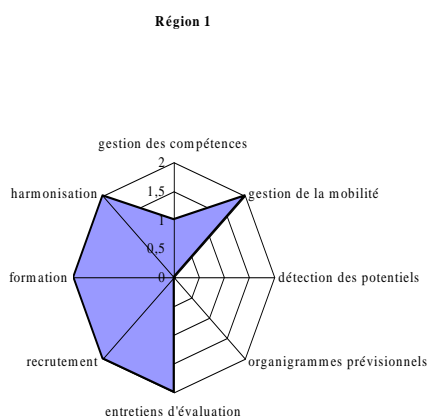 Région 1
gestion des compétences
2
harmonisation
1,5
gestion de la mobilité
1
0,5
formation
0
détection des potentiels
recrutement
organigrammes prévisionnels
entretiens d'évaluation